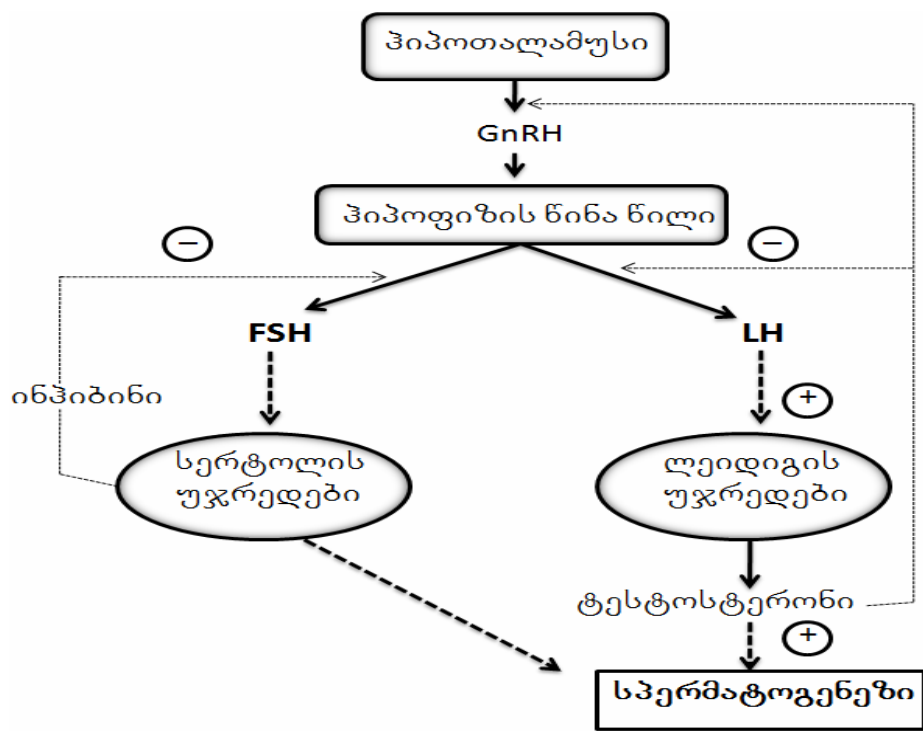 ჰიპოთალამუსი
GnRH
ჰიპოფიზის წინა წილი
−
−
FSH
LH
ინჰიბინი
+
სერტოლის
უჯრედები
ლეიდიგის
უჯრედები
ტესტოსტერონი
+
სპერმატოგენეზი